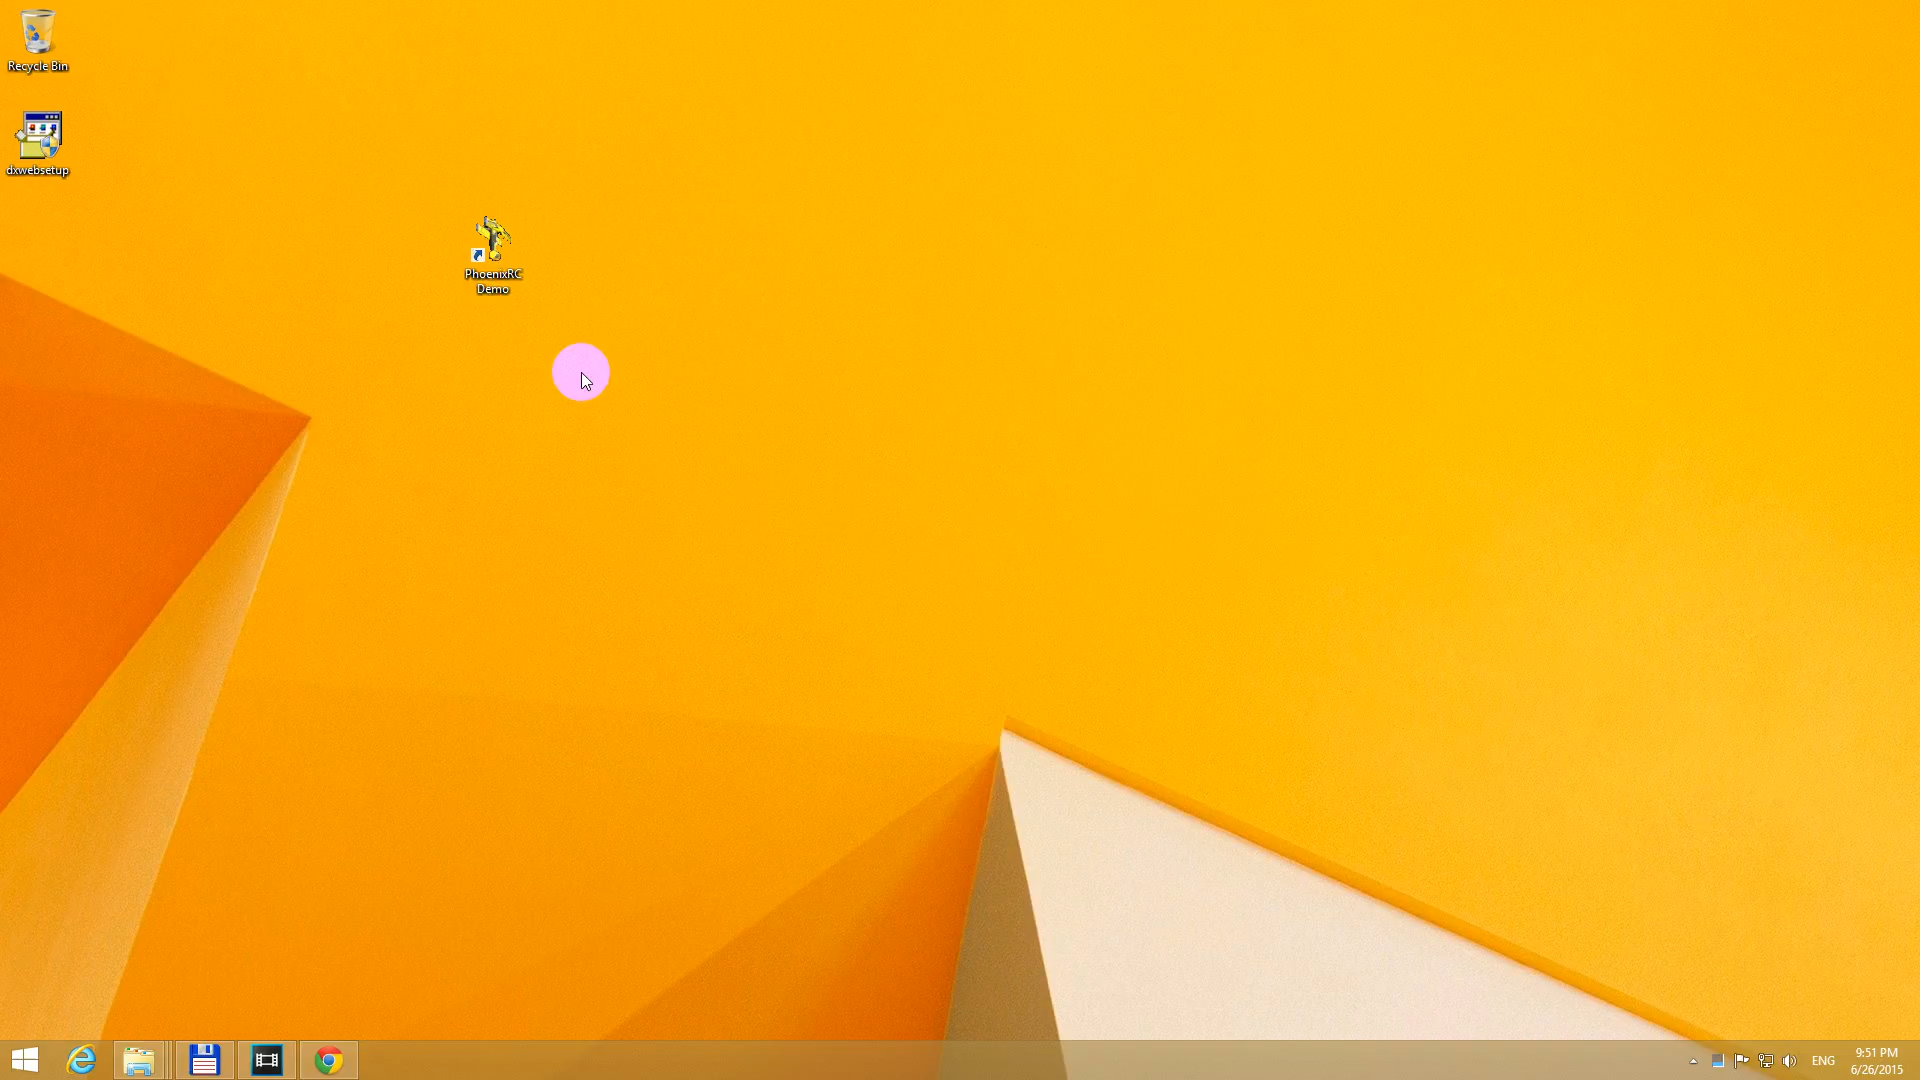 Recycle Bin
dxwebsetup
PhoenixRC
Demo
ENG
9:51 PM
6/26/2015